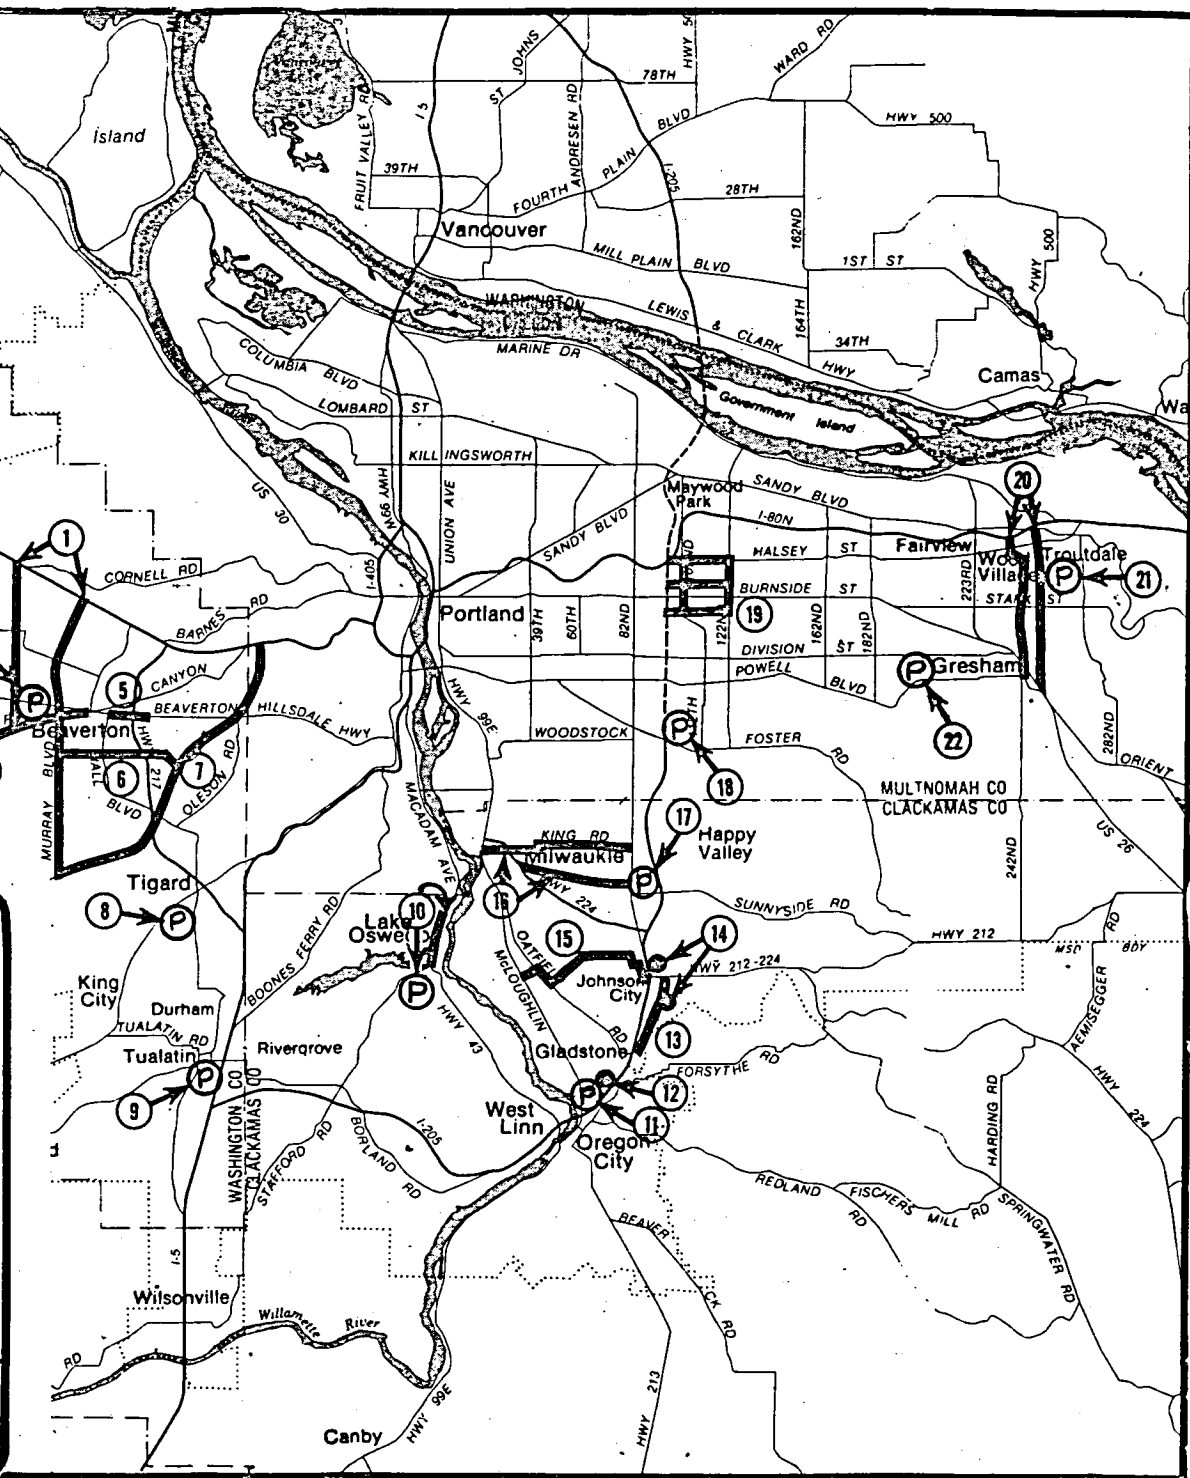 ST JOHNS
HWY 50
WARD RD
78TH
I-5
FRUIT VALLEY RD
ANDRESEN RD
Island
39TH
FOURTH PLAIN BLVD
I-205
28TH
HWY 500
162ND
Vancouver
MILL PLAIN BLVD
1ST ST
HWY 500
WASHINGTON
LEWIS & CLARK HWY
164TH
34TH
MARINE DR
COLUMBIA BLVD
LOMBARD ST
Camas
Wa
Government Island
KILLINGSWORTH
US 30
HWY 99W
UNION AVE
SANDY BLVD
Maywood
Park
SANDY BLVD
I-80N
20
1
CORNELL RD
I-405
HALSEY ST
Fairview
Wood
Village
Troutdale
P
21
223RD
BURNSIDE ST
STARK ST
BARNES RD
Portland
39TH
60TH
82ND
122ND
19
162ND
182ND
DIVISION ST
POWELL BLVD
P
Gresham
CANYON
5
P
BEAVERTON HILLSDALE HWY
Beaverton
HWY 217
HALL BLVD
6
7
OLESON RD
MURRAY BLVD
HWY 99E
WOODSTOCK
P
FOSTER RD
22
282ND
ORIENT
18
MULTNOMAH CO
CLACKAMAS CO
US 26
242ND
MACADAM AVE
17
KING RD
Milwaukie
Happy
Valley
P
HWY 224
16
Tigard
8
P
10
Lake
Oswego
P
SUNNYSIDE RD
HWY 212
MSD BDY
RD
14
15
OATFIELD RD
McLOUGHLIN
HWY 212-224
Johnson
City
King
City
BOONES FERRY RD
Durham
TUALATIN RD
Tualatin
Rivergrove
HWY 43
Gladstone
13
FORSYTHE RD
AEMISEGGER
HWY 224
P
9
WASHINGTON CO
CLACKAMAS CO
P
12
11
West
Linn
Oregon
City
I-205
BORLAND RD
STAFFORD RD
HARDING RD
REDLAND RD
FISCHERS MILL RD
SPRINGWATER RD
BEAVER CK RD
I-5
Wilsonville
Willamette River
RD
HWY 99E
HWY 213
Canby